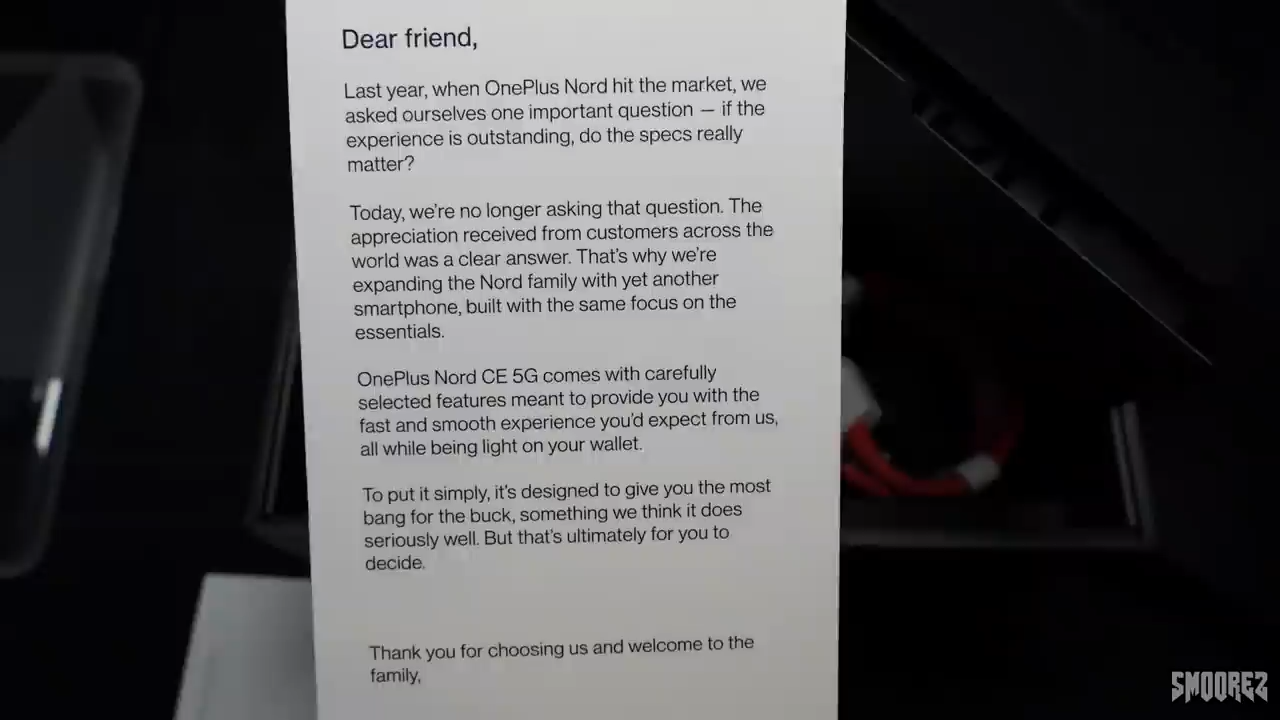 Dear friend,
Last year, when OnePlus Nord hit the market, we
asked ourselves one important question — if the
experience is outstanding, do the specs really
matter?
Today, we're no longer asking that question. The
appreciation received from customers across the
world was a clear answer. That's why we're
expanding the Nord family with yet another
smartphone, built with the same focus on the
essentials.
OnePlus Nord CE 5G comes with carefully
selected features meant to provide you with the
fast and smooth experience you'd expect from us,
all while being light on your wallet.
To put it simply, it's designed to give you the most
bang for the buck, something we think it does
seriously well. But that's ultimately for you to
decide.
Thank you for choosing us and welcome to the
family,
SMOOREZ